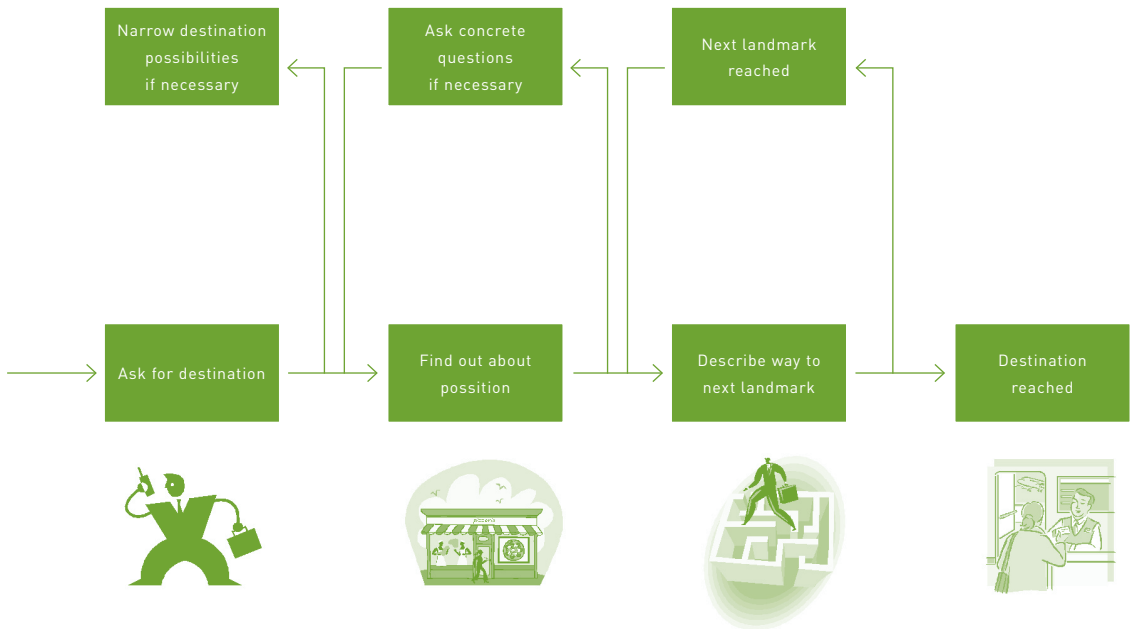 Narrow destination
possibilities
if necessary
Ask concrete
questions
if necessary
Next landmark
reached
Ask for destination
Find out about
possition
Describe way to
next landmark
Destination
reached
pizzeria